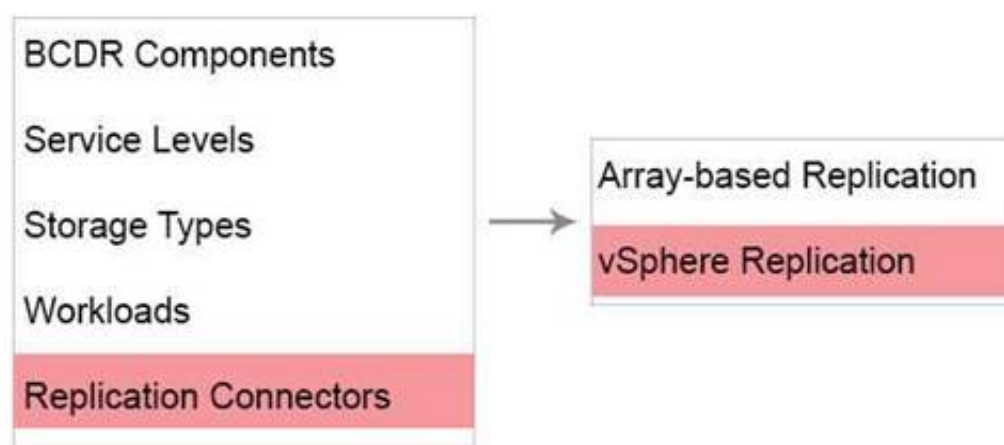 BCDR Components
Service Levels
Storage Types
Workloads
Replication Connectors
Array-based Replication
vSphere Replication